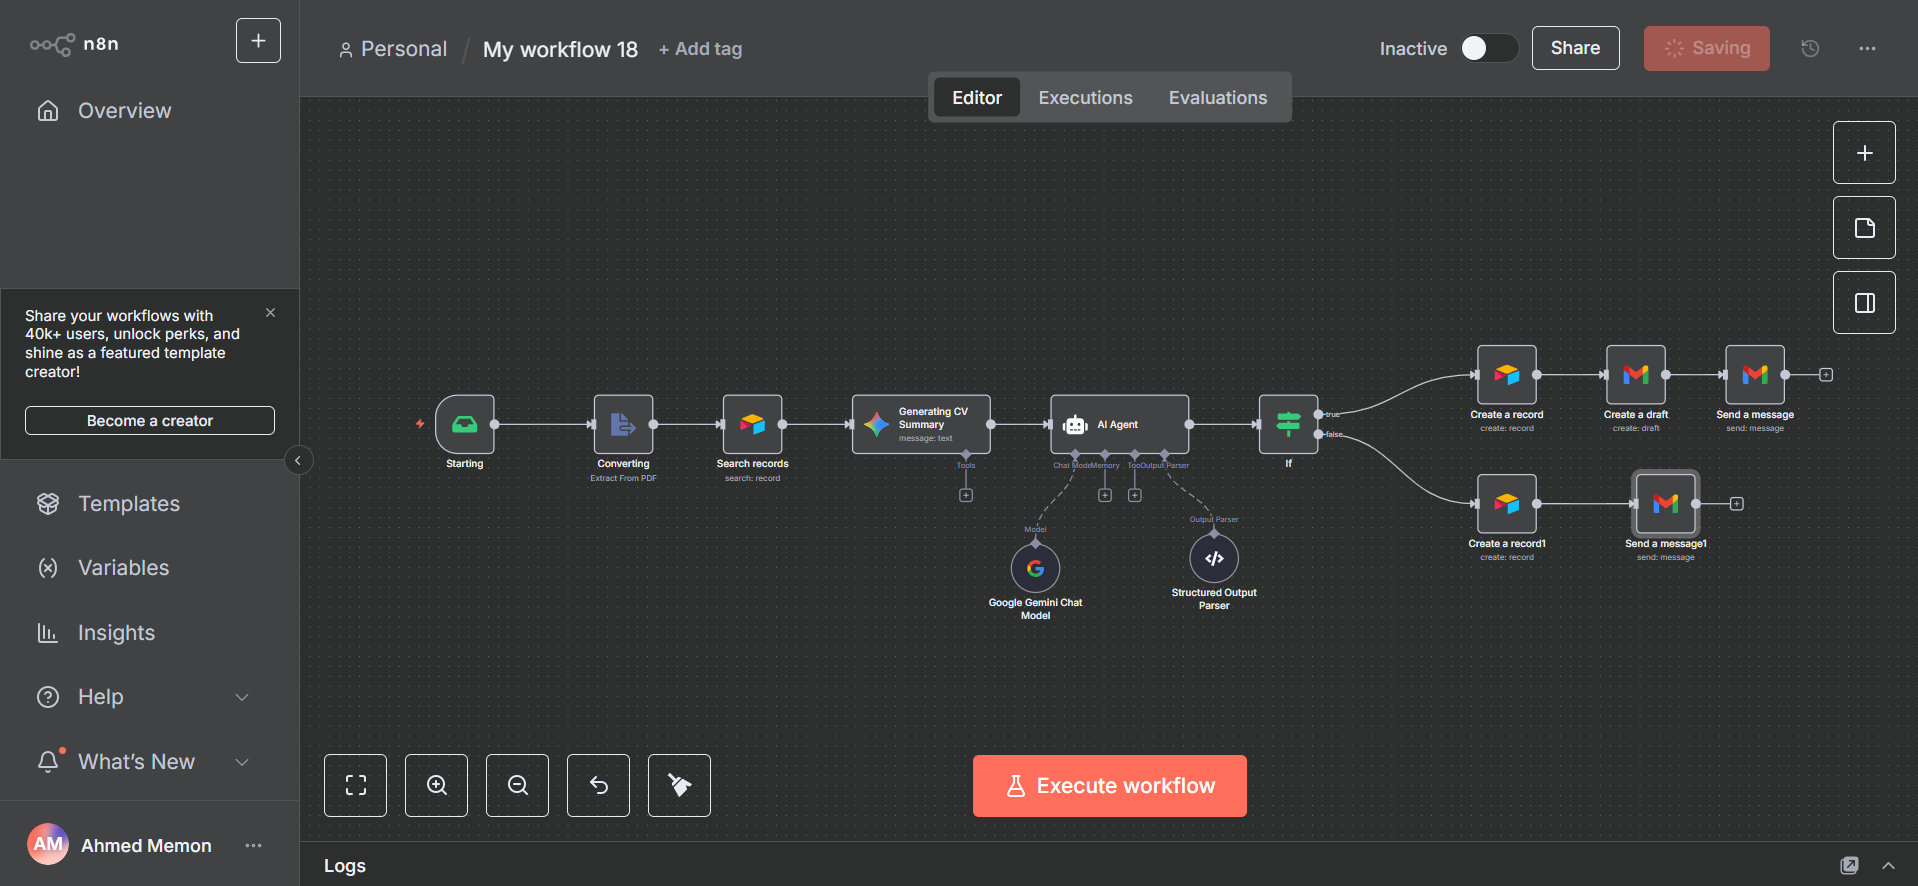 n8n
Personal / My workflow 18 + Add tag
Inactive
Share
Saving
Editor
Executions
Evaluations
Overview
Share your workflows with
40k+ users, unlock perks, and
shine as a featured template
creator!
Become a creator
Templates
Variables
Insights
Help
What's New
AM
Ahmed Memon
Starting
Converting
Extract From PDF
Search records
search: record
Generating CV
Summary
message: text
Tools
AI Agent
Chat Model
Memory
Tool
Output Parser
Model
Google Gemini Chat
Model
Output Parser
Structured Output
Parser
If
true
false
Create a record
create: record
Create a draft
create: draft
Send a message
send: message
Create a record1
create: record
Send a message1
send: message
Execute workflow
Logs